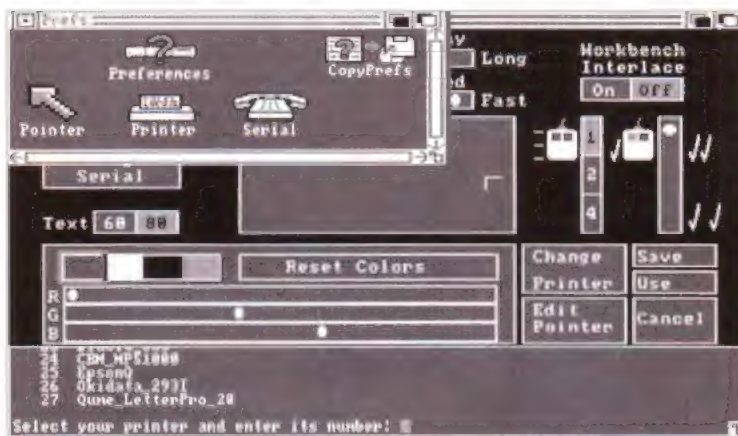 Prefs
Preferences
CopyPrefs
Pointer
Printer
Serial
Long
Fast
Workbench
Interlace
On Off
1
2
4
Serial
Text 60 80
Reset Colors
R
G
B
Change
Printer
Edit
Pointer
Save
Use
Cancel
24 CBM_MPS1000
25 EpsonQ
26 Okidata_293I
27 Qume_LetterPro_20
Select your printer and enter its number: